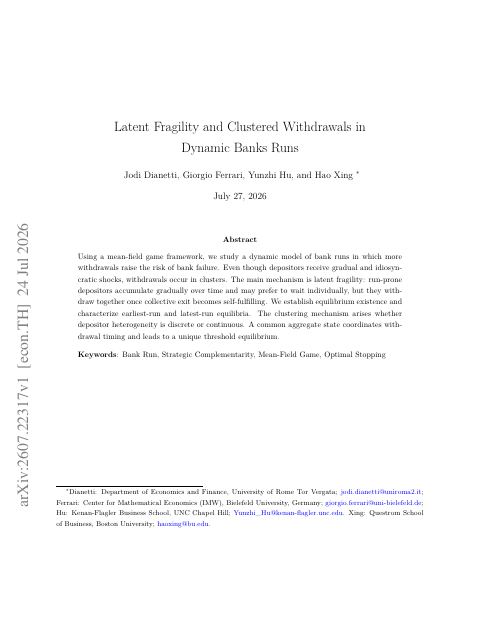 Latent Fragility and Clustered Withdrawals in
Dynamic Banks Runs
Jodi Dianetti, Giorgio Ferrari, Yunzhi Hu, and Hao Xing *
July 27, 2026
Abstract
Using a mean-field game framework, we study a dynamic model of bank runs in which more
withdrawals raise the risk of bank failure. Even though depositors receive gradual and idiosyn-
cratic shocks, withdrawals occur in clusters. The main mechanism is latent fragility: run-prone
depositors accumulate gradually over time and may prefer to wait individually, but they with-
draw together once collective exit becomes self-fulfilling. We establish equilibrium existence and
characterize earliest-run and latest-run equilibria. The clustering mechanism arises whether
depositor heterogeneity is discrete or continuous. A common aggregate state coordinates with-
drawal timing and leads to a unique threshold equilibrium.
Keywords: Bank Run, Strategic Complementarity, Mean-Field Game, Optimal Stopping
*Dianetti: Department of Economics and Finance, University of Rome Tor Vergata; jodi.dianetti@uniroma2.it;
Ferrari: Center for Mathematical Economics (IMW), Bielefeld University, Germany; giorgio.ferrari@uni-bielefeld.de;
Hu: Kenan-Flagler Business School, UNC Chapel Hill; Yunzhi_Hu@kenan-flagler.unc.edu. Xing: Questrom School
of Business, Boston University; haoxing@bu.edu.
arXiv:2607.22317v1 [econ.TH] 24 Jul 2026